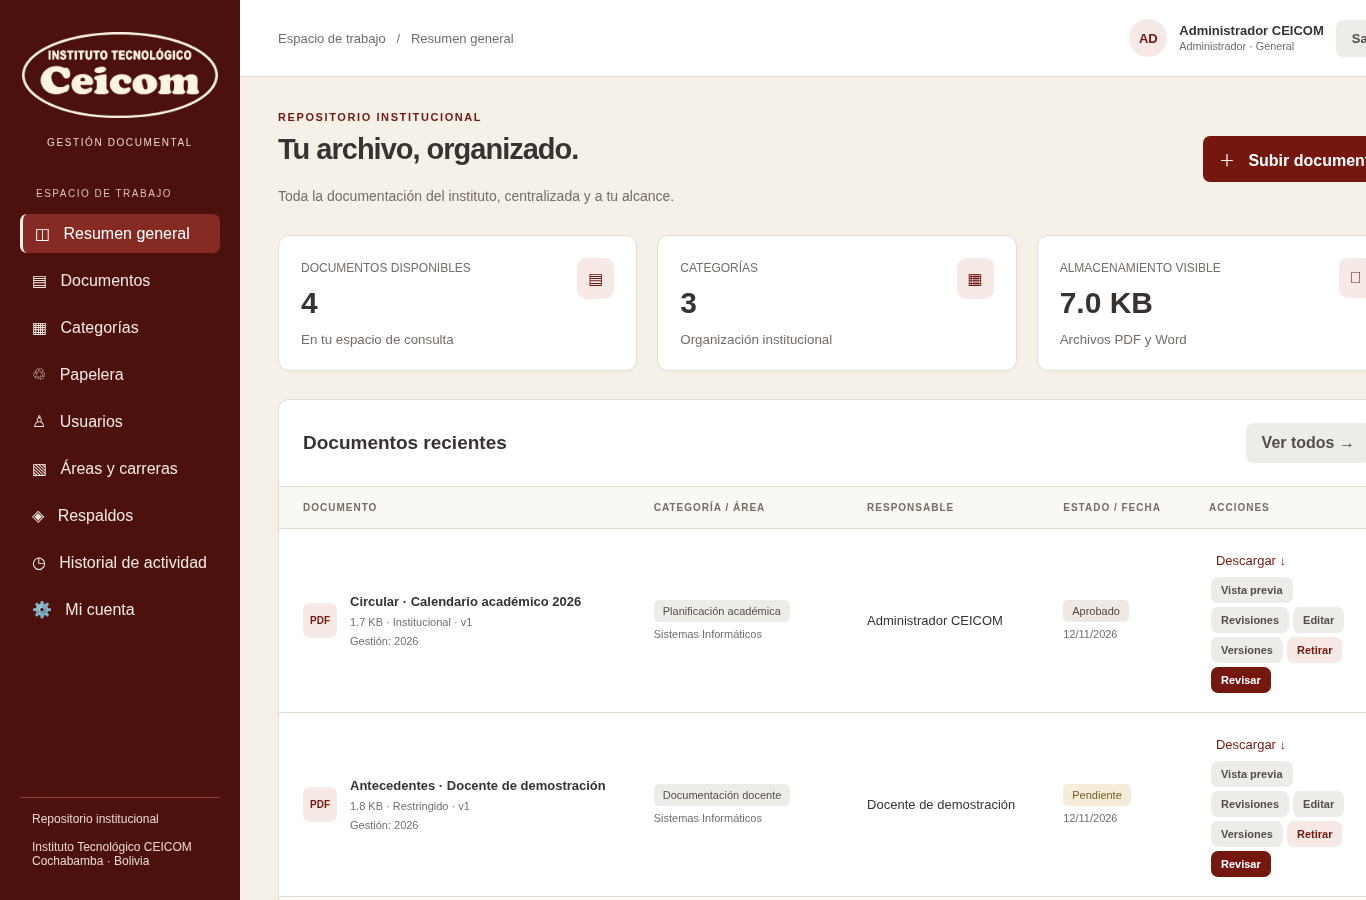 INSTITUTO TECNOLÓGICO
Ceicom
GESTIÓN DOCUMENTAL
ESPACIO DE TRABAJO
Resumen general
Documentos
Categorías
Papelera
Usuarios
Áreas y carreras
Respaldos
Historial de actividad
Mi cuenta
Repositorio institucional
Instituto Tecnológico CEICOM
Cochabamba · Bolivia
Espacio de trabajo / Resumen general
AD
Administrador CEICOM
Administrador · General
Sa
REPOSITORIO INSTITUCIONAL
Tu archivo, organizado.
Toda la documentación del instituto, centralizada y a tu alcance.
+ Subir document
DOCUMENTOS DISPONIBLES
4
En tu espacio de consulta
CATEGORÍAS
3
Organización institucional
ALMACENAMIENTO VISIBLE
7.0 KB
Archivos PDF y Word
Documentos recientes
Ver todos →
DOCUMENTO CATEGORÍA / ÁREA RESPONSABLE ESTADO / FECHA ACCIONES
PDF
Circular · Calendario académico 2026
1.7 KB · Institucional · v1
Gestión: 2026
Planificación académica
Sistemas Informáticos
Administrador CEICOM
Aprobado
12/11/2026
Descargar ↓
Vista previa
Revisiones Editar
Versiones Retirar
Revisar
PDF
Antecedentes · Docente de demostración
1.8 KB · Restringido · v1
Gestión: 2026
Documentación docente
Sistemas Informáticos
Docente de demostración
Pendiente
12/11/2026
Descargar ↓
Vista previa
Revisiones Editar
Versiones Retirar
Revisar